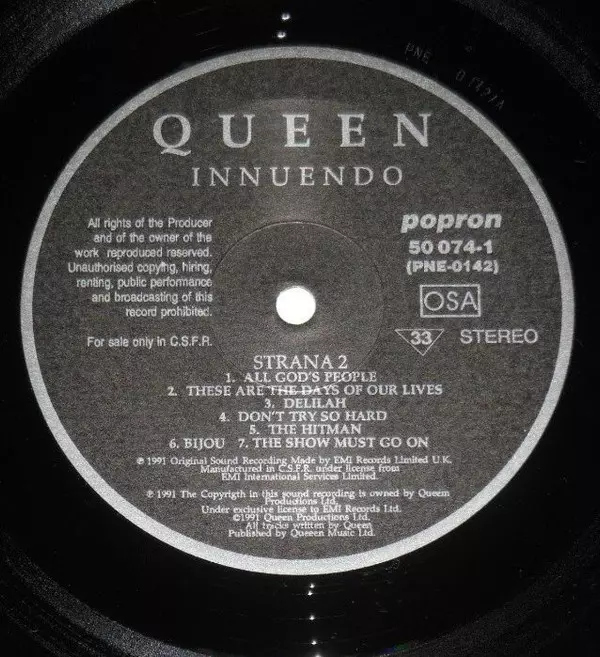 QUEEN
INNUENDO
All rights of the Producer
and of the owner of the
work reproduced reserved.
Unauthorised copying, hiring,
renting, public performance
and broadcasting of this
record prohibited.
For sale only in C.S.F.R.
popron
50 074-1
(PNE-0142)
OSA
33 STEREO
STRANA 2
1. ALL GOD'S PEOPLE
2. THESE ARE THE DAYS OF OUR LIVES
3. DELILAH
4. DON'T TRY SO HARD
5. THE HITMAN
6. BIJOU 7. THE SHOW MUST GO ON
℗ 1991 Original Sound Recording Made by EMI Records Limited U.K.
Manufactured in C.S.F.R. under license from
EMI International Services Limited.
℗ 1991 The Copyrigth in this sound recording is owned by Queen
Productions Ltd.
Under exclusive license to EMI Records Ltd.
©1991 Queen Productions Ltd.
All tracks written by Queen
Published by Queeen Music Ltd.
PNE